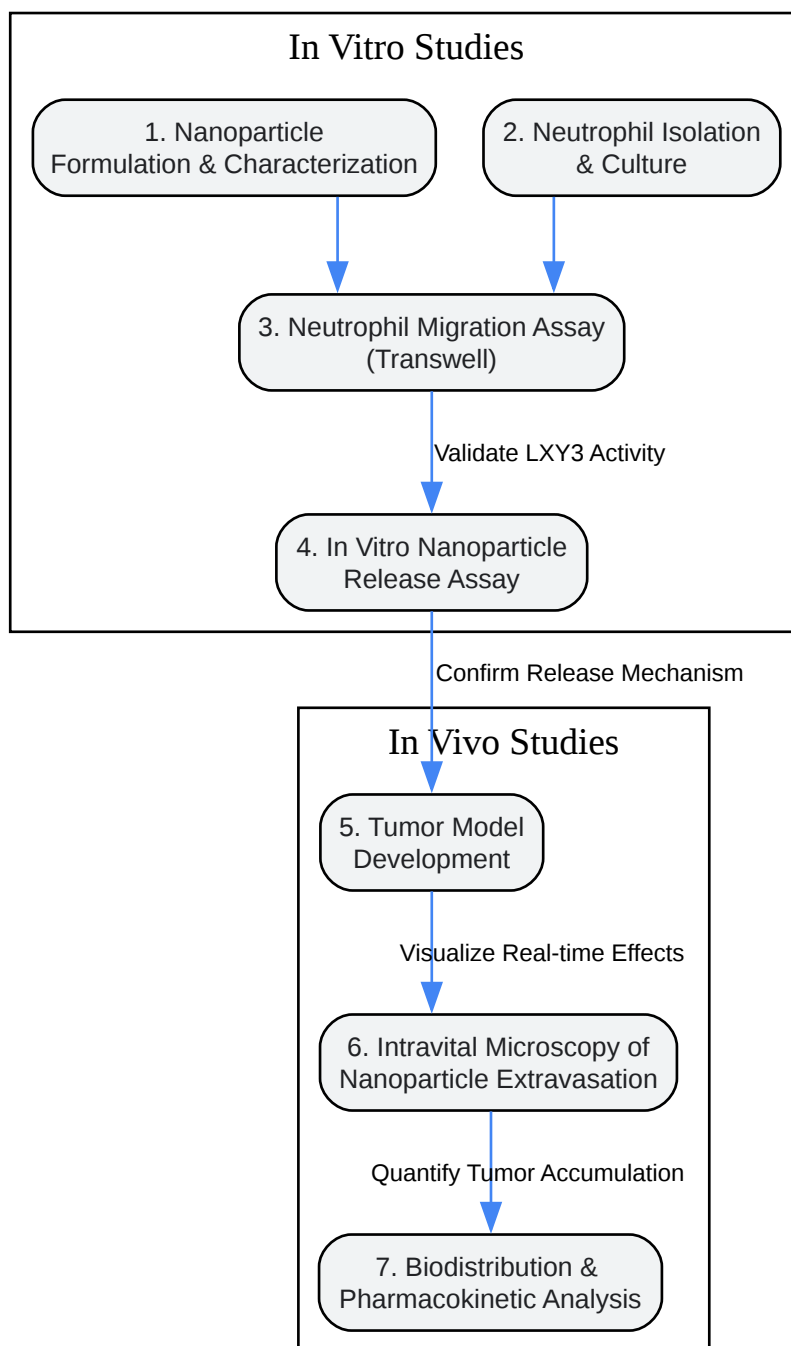 In Vitro Studies
1. Nanoparticle
Formulation & Characterization
2. Neutrophil Isolation
& Culture
3. Neutrophil Migration Assay
(Transwell)
Validate LXY3 Activity
4. In Vitro Nanoparticle
Release Assay
Confirm Release Mechanism
In Vivo Studies
5. Tumor Model
Development
Visualize Real-time Effects
6. Intravital Microscopy of
Nanoparticle Extravasation
Quantify Tumor Accumulation
7. Biodistribution &
Pharmacokinetic Analysis